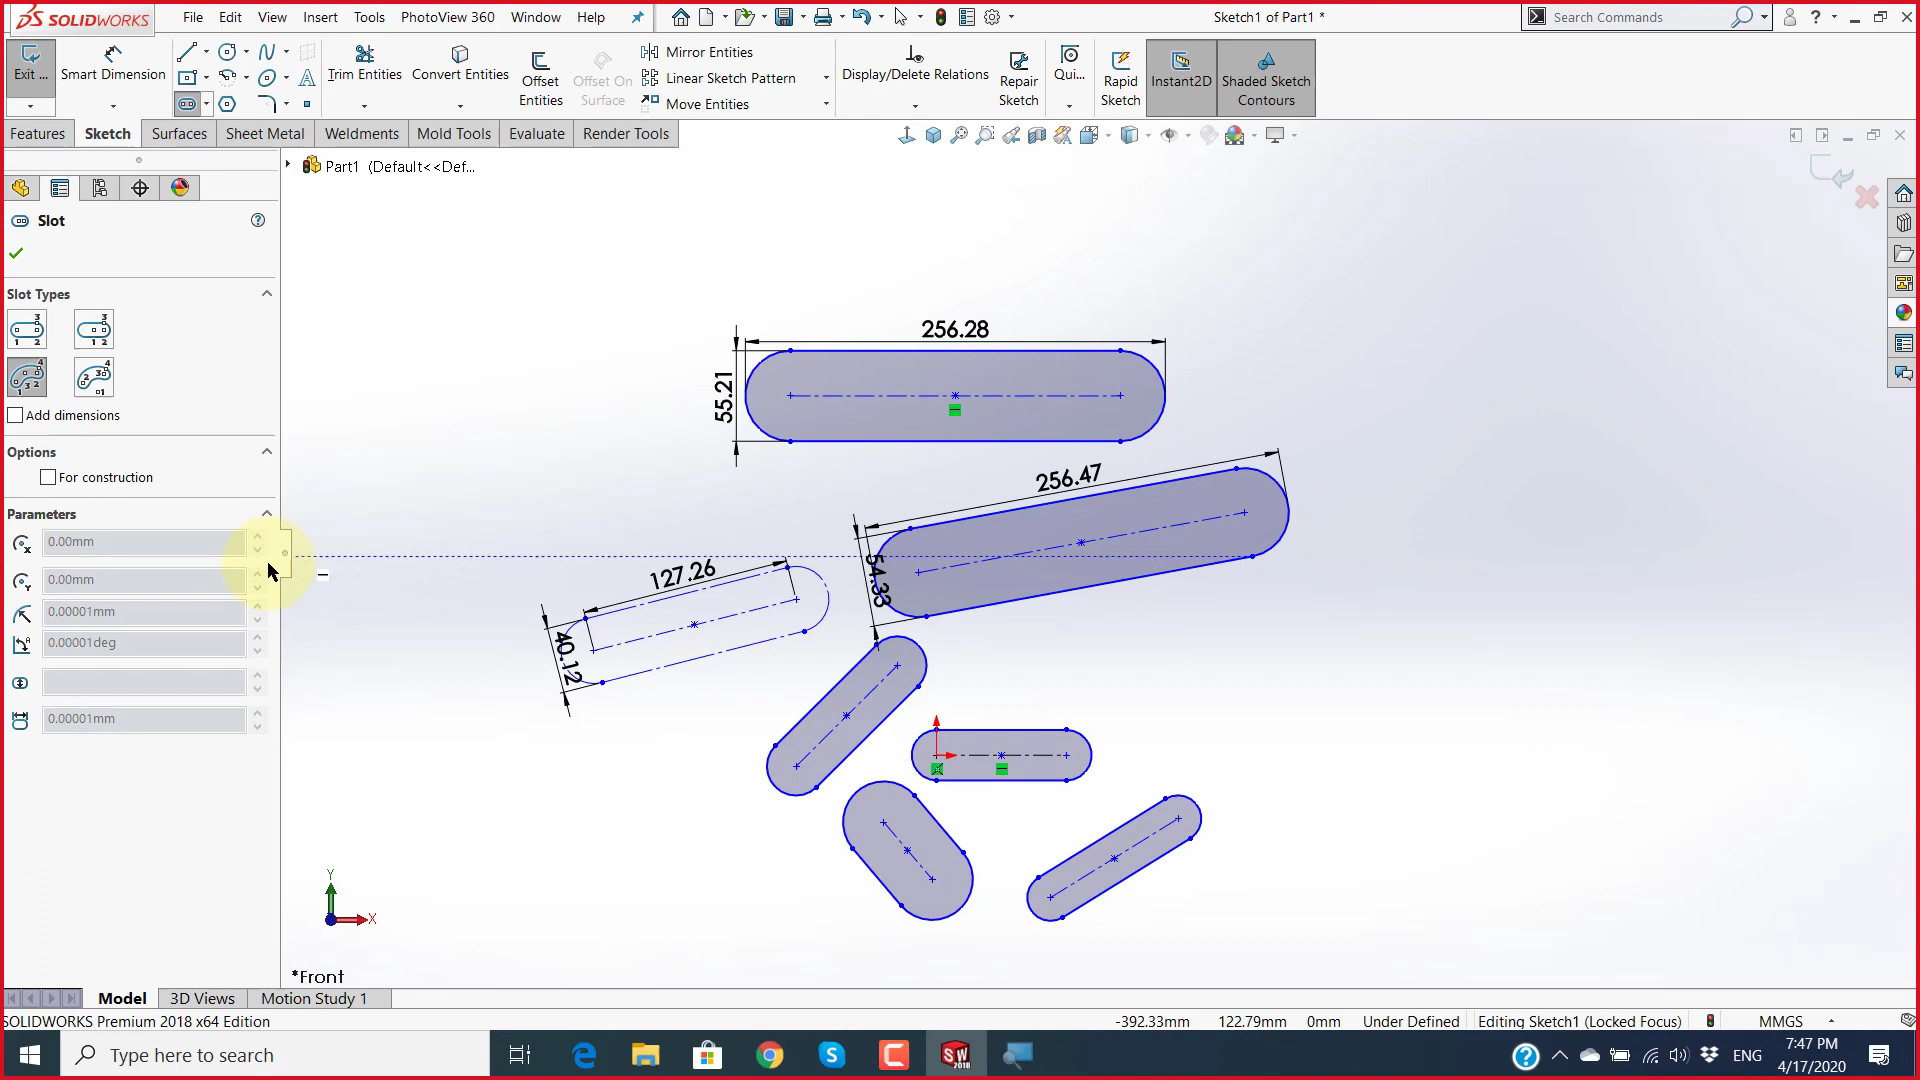 SOLIDWORKS File Edit View Insert Tools PhotoView 360 Window Help Sketch1 of Part1 * Search Commands ?
Exit ... Smart Dimension Trim Entities Convert Entities Offset Entities Offset On Surface Mirror Entities Linear Sketch Pattern Move Entities Display/Delete Relations Repair Sketch Qui... Rapid Sketch Instant2D Shaded Sketch Contours
Features Sketch Surfaces Sheet Metal Weldments Mold Tools Evaluate Render Tools
Part1 (Default<<Def...
Slot
Slot Types
Add dimensions
Options
For construction
Parameters
0.00mm
0.00mm
0.00001mm
0.00001deg
0.00001mm
256.28
55.21
256.47
54.33
127.26
40.12
Y
X
*Front
Model 3D Views Motion Study 1
SOLIDWORKS Premium 2018 x64 Edition -392.33mm 122.79mm 0mm Under Defined Editing Sketch1 (Locked Focus) MMGS
Type here to search ENG 7:47 PM
4/17/2020